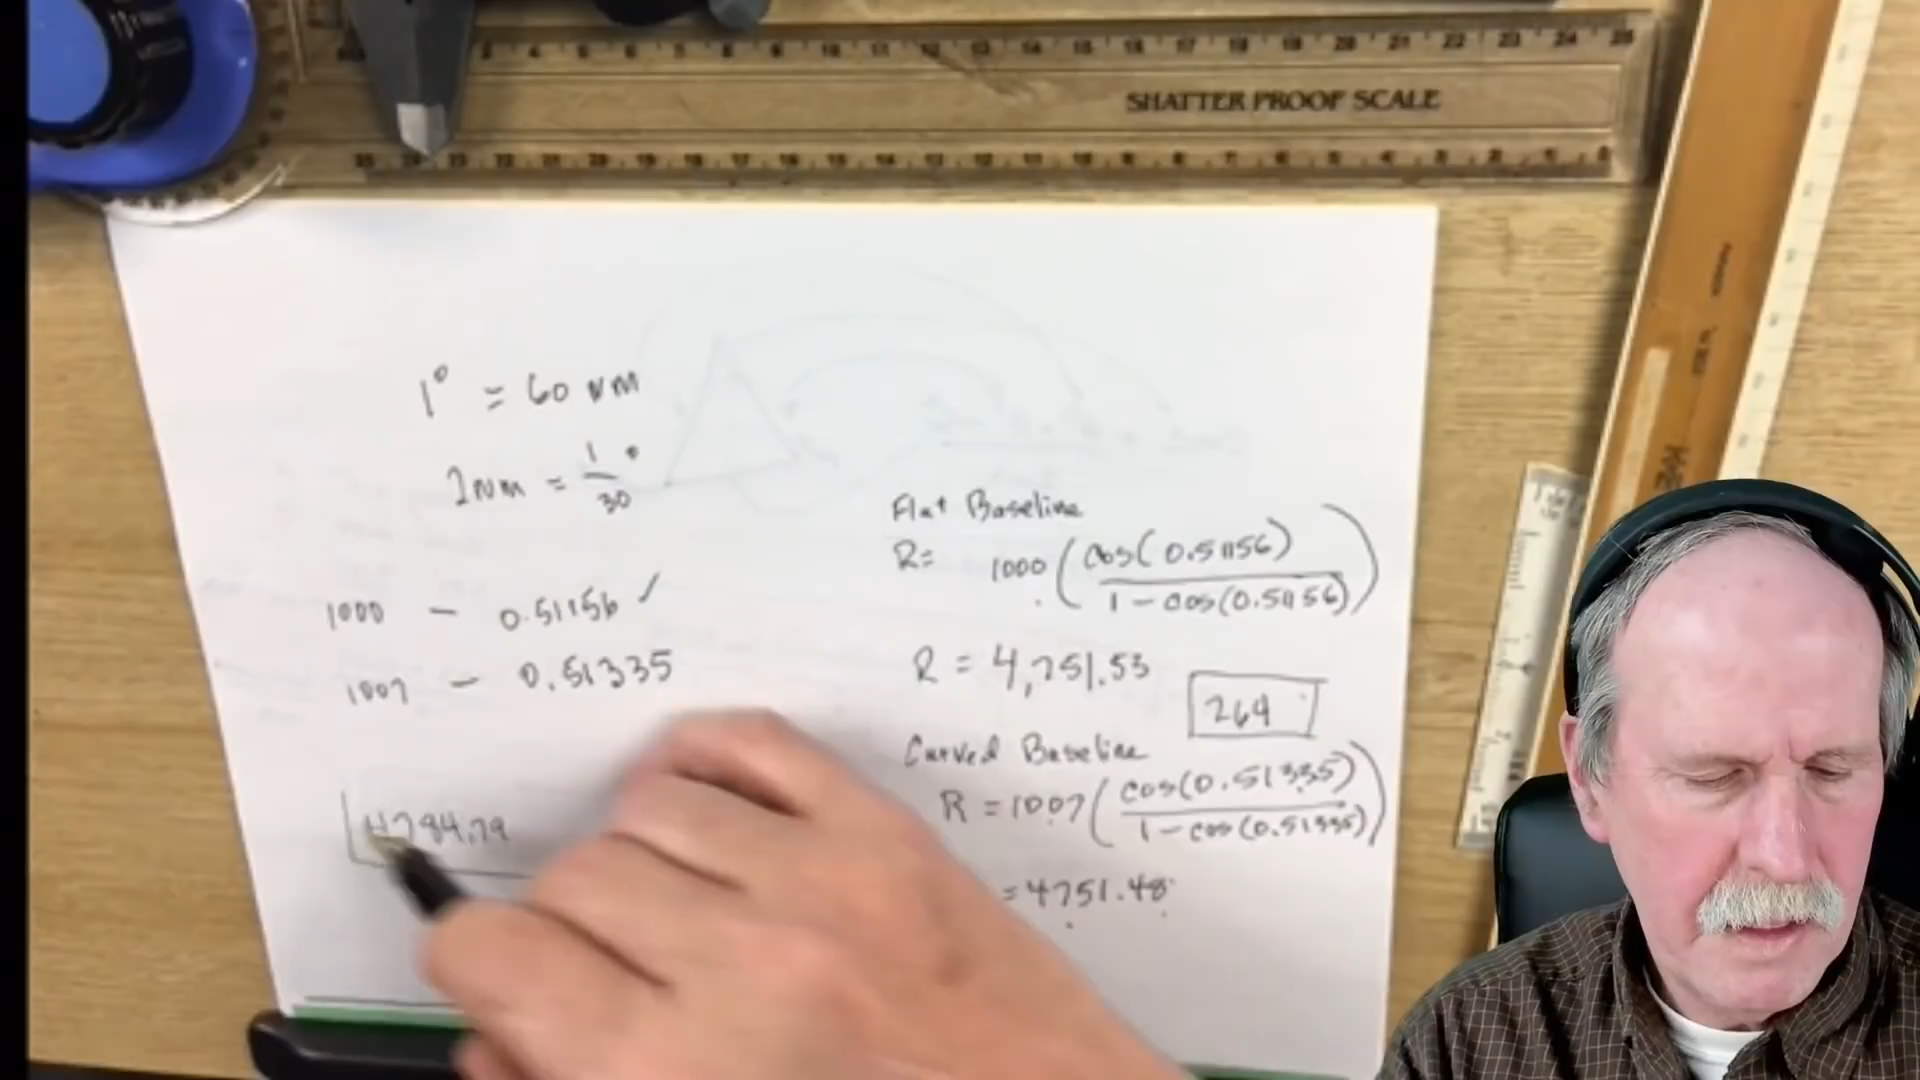 SHATTER PROOF SCALE
1° = 60 NM
2NM = 1/30°
1000 - 0.51156 ✓
1007 - 0.51335
4784.79
Flat Baseline
R= 1000 (cos(0.51156) / 1-cos(0.51156))
R = 4,751.53
264
Curved Baseline
R = 1007 (cos(0.51335) / 1-cos(0.51335))
= 4751.48